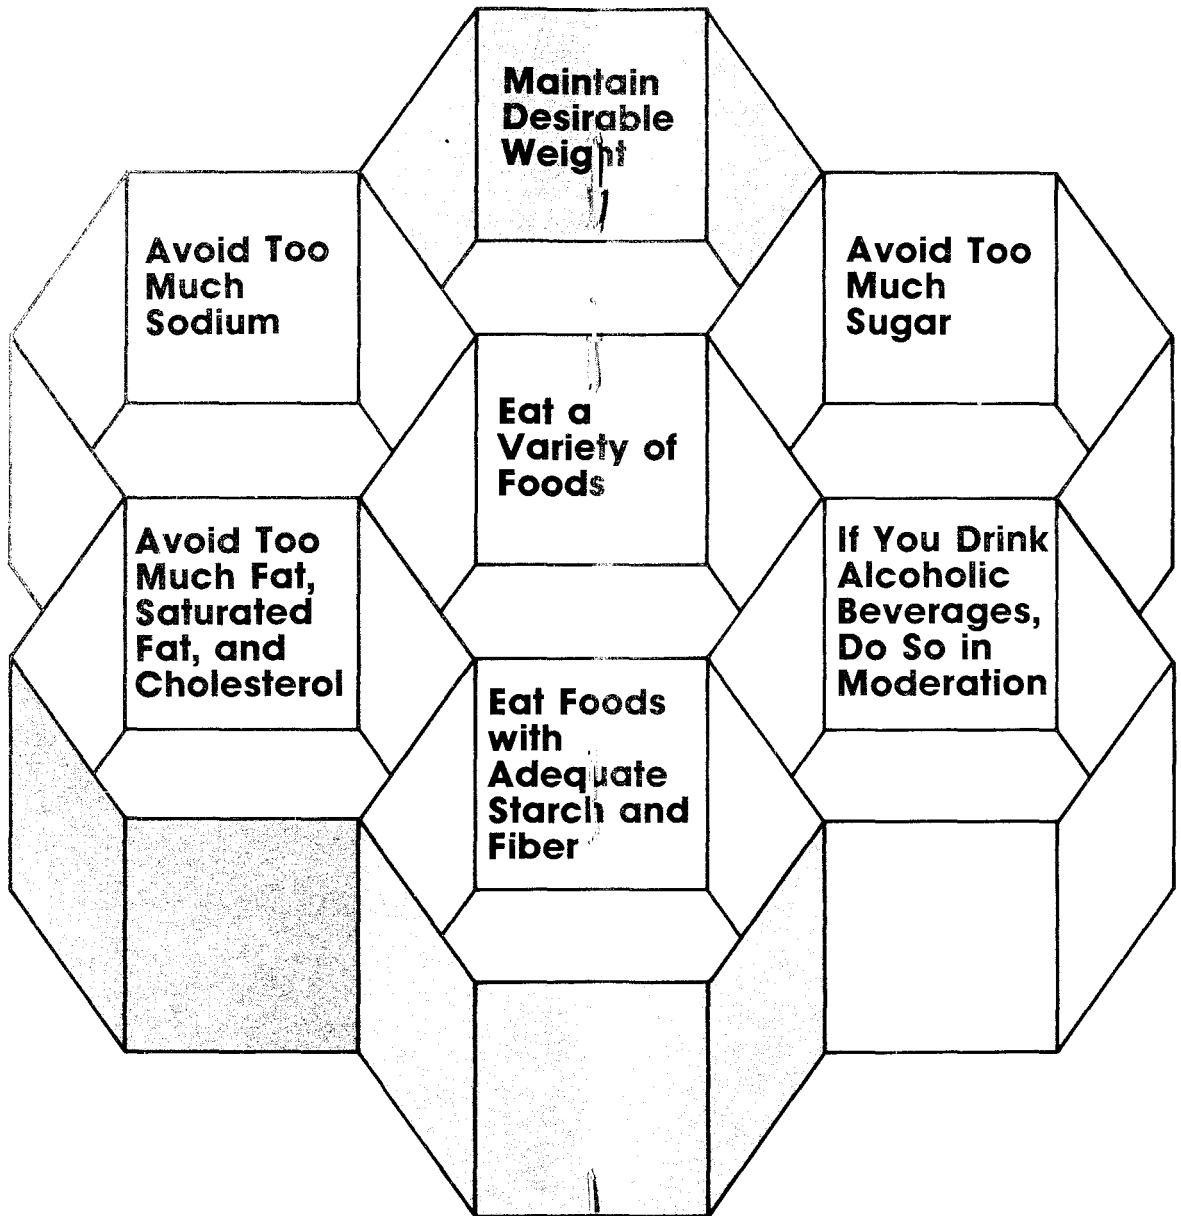 Maintain
Desirable
Weight
Avoid Too
Much
Sodium
Avoid Too
Much
Sugar
Eat a
Variety of
Foods
Avoid Too
Much Fat,
Saturated
Fat, and
Cholesterol
If You Drink
Alcoholic
Beverages,
Do So in
Moderation
Eat Foods
with
Adequate
Starch and
Fiber